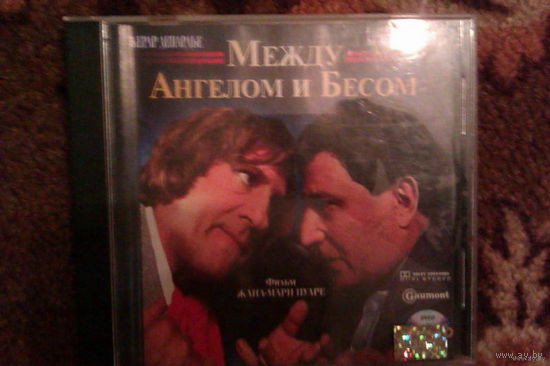 ЖЕРАР ДЕПАРДЬЕ
МЕЖДУ
АНГЕЛОМ И БЕСОМ
ФИЛЬМ
ЖАНА-МАРИ ПУАРЕ
Gaumont
www.ay.by